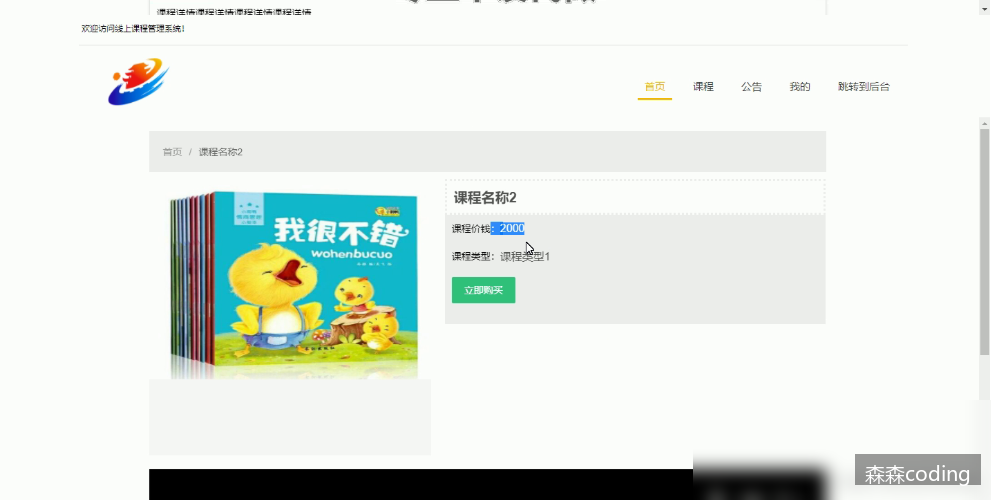 课程详情课程详情课程详情课程详情
欢迎访问线上课程管理系统！
首页
课程
公告
我的
跳转到后台
首页 / 课程名称2
课程名称2
课程价钱：2000
课程类型：课程类型1
立即购买
我很不错
wohenbucuo
森森coding